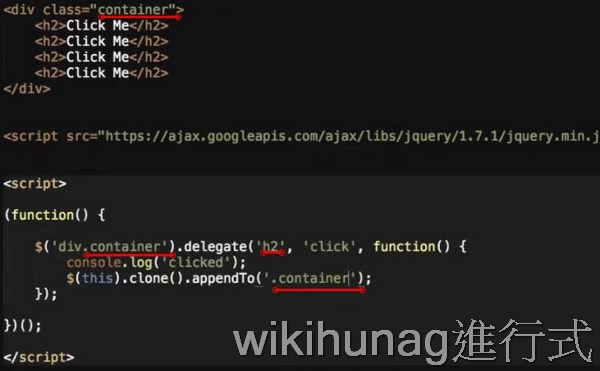 <div class="container">
<h2>Click Me</h2>
<h2>Click Me</h2>
<h2>Click Me</h2>
<h2>Click Me</h2>
</div>
<script src="https://ajax.googleapis.com/ajax/libs/jquery/1.7.1/jquery.min.j
<script>
(function() {
$('div.container').delegate('h2', 'click', function() {
console.log('clicked');
$(this).clone().appendTo('.container');
});
})();
</script>
wikihunag進行式